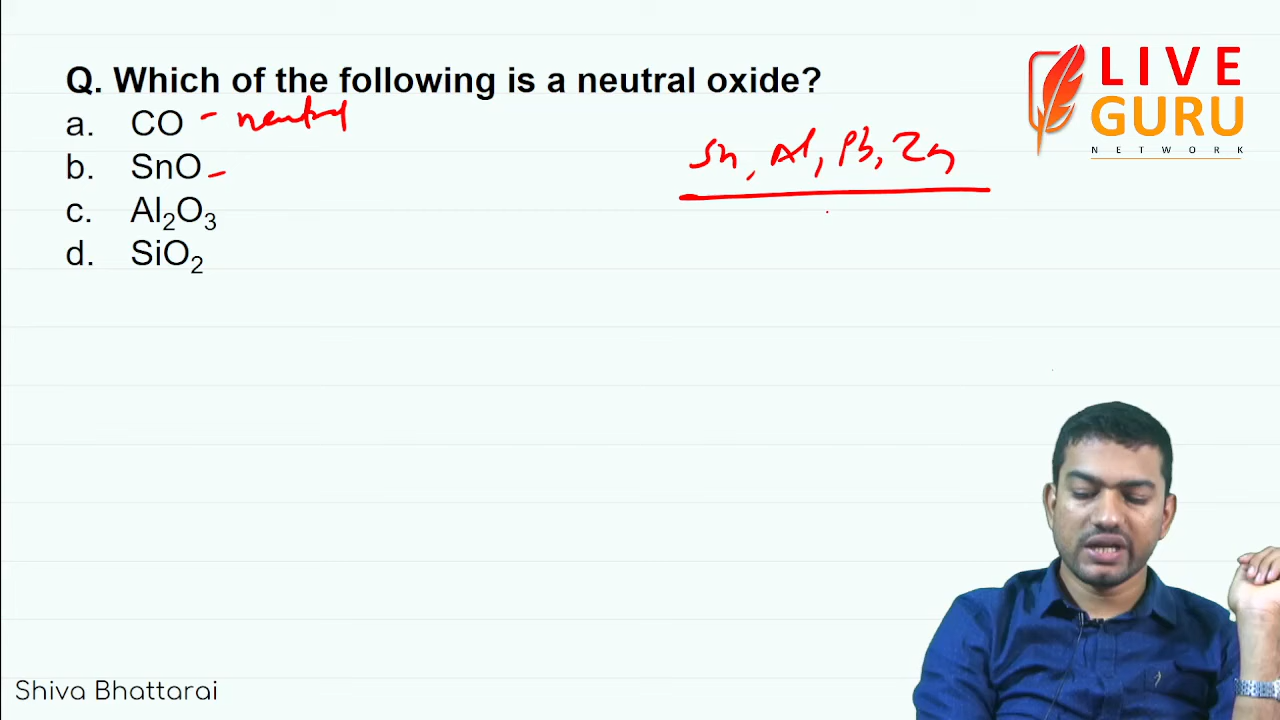 Q. Which of the following is a neutral oxide?
a. CO - neutral
b. SnO -
c. Al₂O₃
d. SiO₂
Sn, Al, Pb, Zn
LIVE
GURU
NETWORK
Shiva Bhattarai